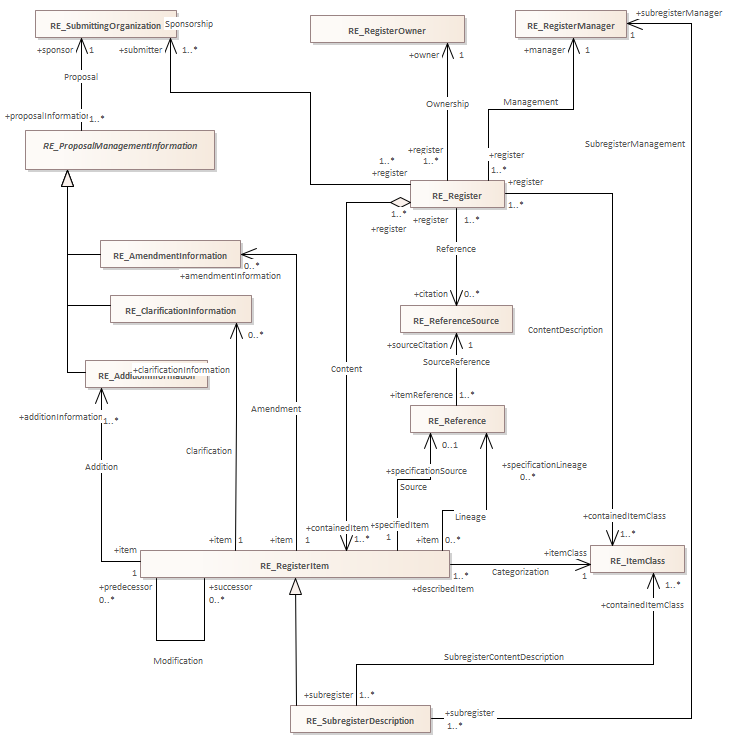 RE_SubmittingOrganization
Sponsorship
RE_RegisterOwner
RE_RegisterManager
+subregisterManager
1
+sponsor 1
+submitter 1..*
+owner 1
+manager 1
Proposal
Ownership
Management
+proposalInformation 1..*
SubregisterManagement
RE_ProposalManagementInformation
+register
1..*
1..*
+register
+register
1..*
RE_Register
+register
1..*
1..*
+register
+register 1..*
Reference
RE_AmendmentInformation
0..*
+amendmentInformation
+citation 0..*
RE_ClarificationInformation
RE_ReferenceSource
0..*
+sourceCitation 1
ContentDescription
SourceReference
Content
RE_AdditionInformation
+clarificationInformation
+itemReference 1..*
Amendment
+additionInformation 1..*
RE_Reference
0..1
Clarification
Addition
+specificationSource
+specificationLineage
0..*
Source
Lineage
+containedItemClass
1..*
+containedItem 1..*
+specifiedItem
1
+item 0..*
+item 1
+item 1
+item
1
+itemClass
1
RE_RegisterItem
RE_ItemClass
Categorization
1..*
+describedItem
+predecessor
0..*
+successor
0..*
1..*
+containedItemClass
Modification
SubregisterContentDescription
+subregister 1..*
RE_SubregisterDescription
+subregister
1..*